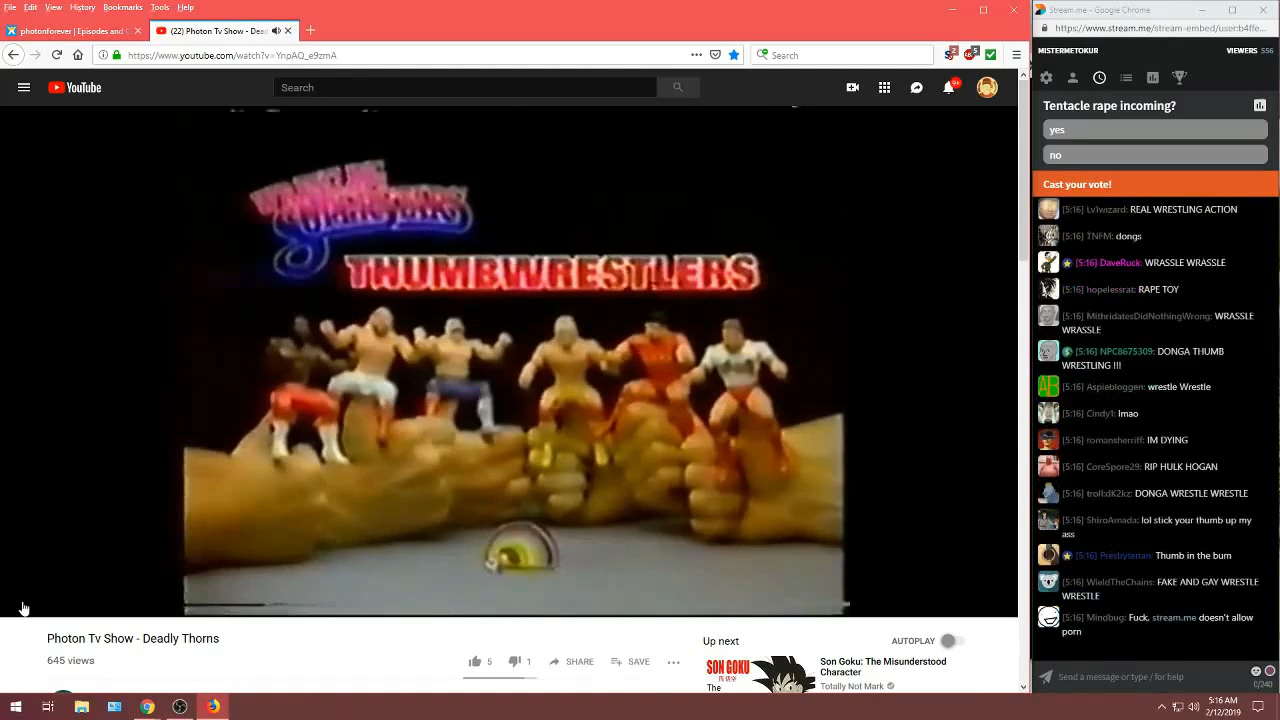 File Edit View History Bookmarks Tools Help
photonforever | Episodes and C
(22) Photon Tv Show - Dead
https://www.youtube.com/watch?v=YnpAQ_e9zmA
Search
YouTube
Search
9+
THUMBWRESTLERS
Photon Tv Show - Deadly Thorns
645 views
5
1
SHARE
SAVE
Up next
AUTOPLAY
SON GOKU
The
Son Goku: The Misunderstood
Character
Totally Not Mark
Stream.me - Google Chrome
https://www.stream.me/stream-embed/user:b4ffe...
MISTERMETOKUR
VIEWERS 556
Tentacle rape incoming?
yes
no
Cast your vote!
[5:16] Lv1wizard: REAL WRESTLING ACTION
[5:16] TNFM: dongs
[5:16] DaveRuck: WRASSLE WRASSLE
[5:16] hopelessrat: RAPE TOY
[5:16] MithridatesDidNothingWrong: WRASSLE
WRASSLE
[5:16] NPC8675309: DONGA THUMB
WRESTLING !!!
[5:16] Aspiebloggen: wrestle Wrestle
[5:16] Cindy1: lmao
[5:16] romansherriff: IM DYING
[5:16] CoreSpore29: RIP HULK HOGAN
[5:16] troll:dK2kz: DONGA WRESTLE WRESTLE
[5:16] ShiroAmada: lol stick your thumb up my
ass
[5:16] Presbyterian: Thumb in the bum
[5:16] WieldTheChains: FAKE AND GAY WRESTLE
WRESTLE
[5:16] Mindbug: Fuck, stream.me doesn't allow
porn
Send a message or type / for help
0/240
5:16 AM
2/12/2019